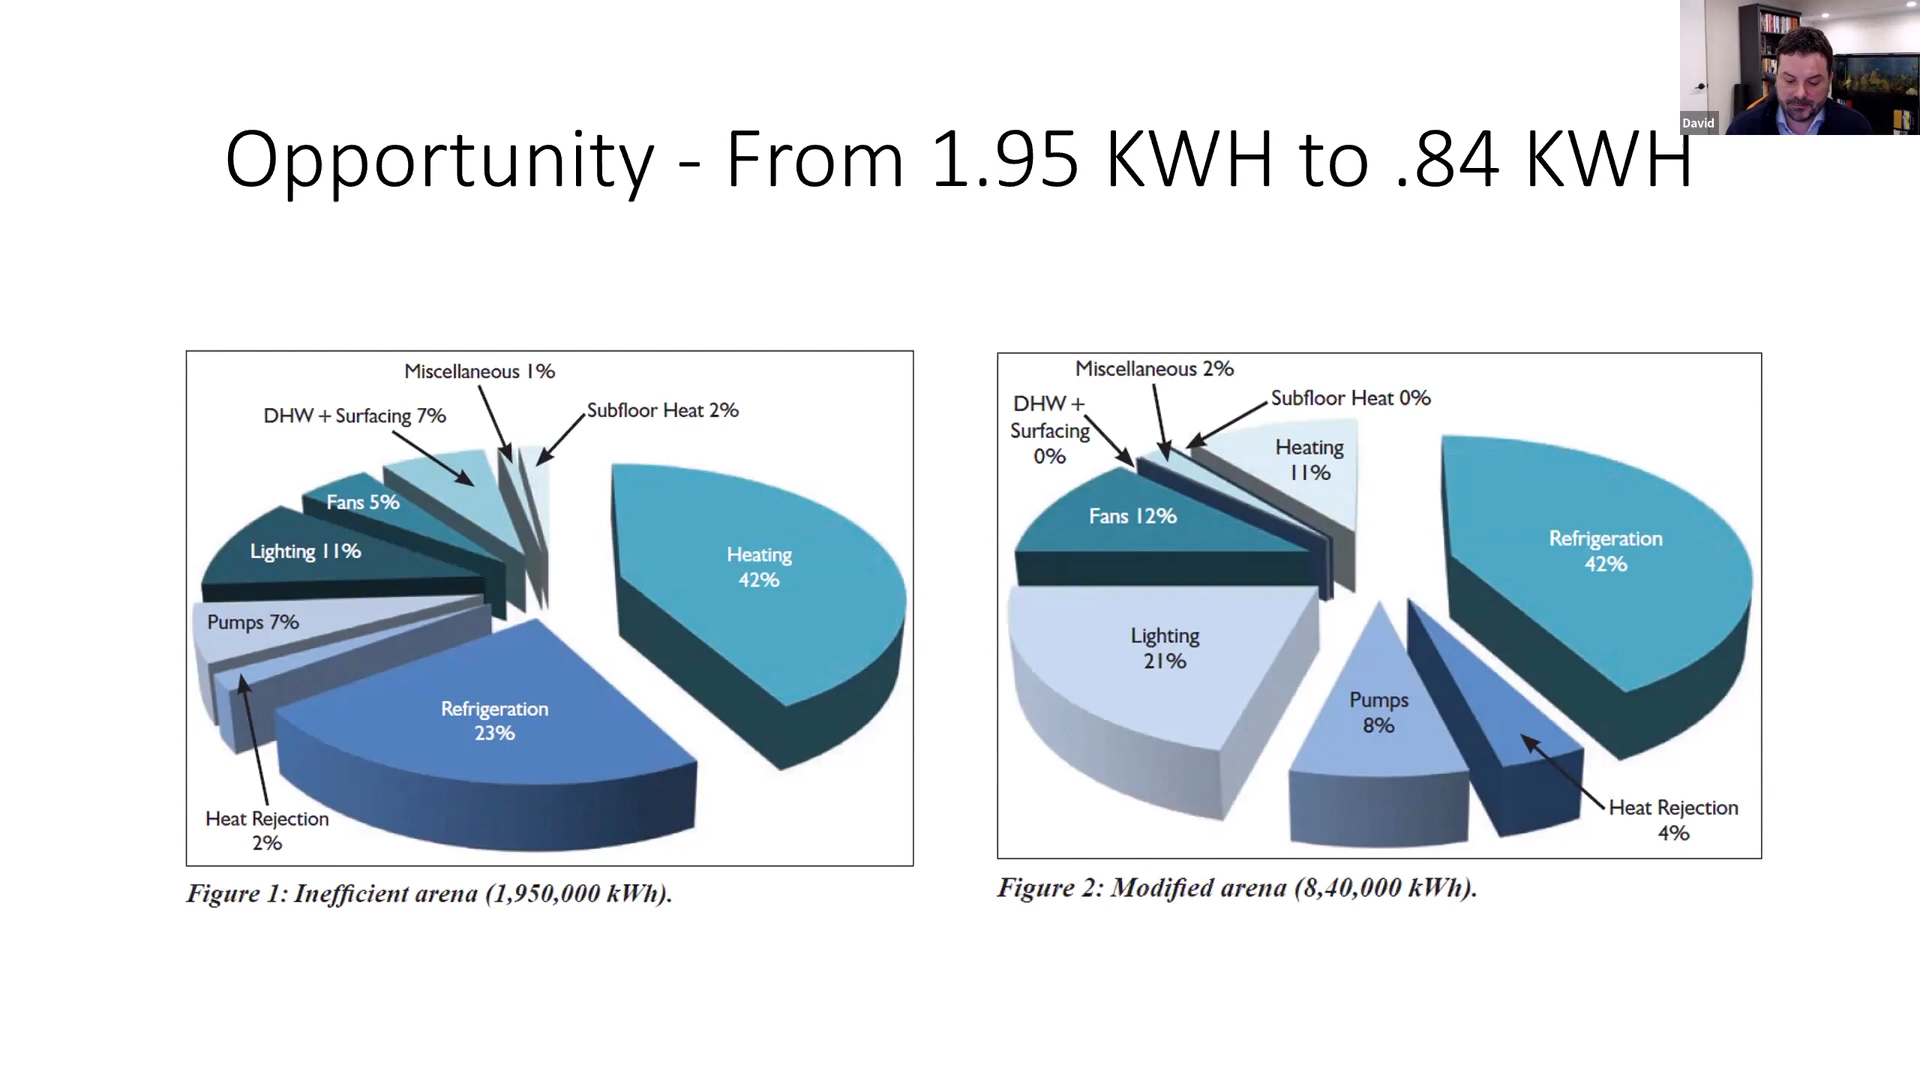 David
Opportunity - From 1.95 KWH to .84 KWH
Miscellaneous 1%
DHW + Surfacing 7%
Subfloor Heat 2%
Fans 5%
Lighting 11%
Heating
42%
Pumps 7%
Refrigeration
23%
Heat Rejection
2%
Figure 1: Inefficient arena (1,950,000 kWh).
Miscellaneous 2%
DHW +
Surfacing
0%
Subfloor Heat 0%
Heating
11%
Fans 12%
Refrigeration
42%
Lighting
21%
Pumps
8%
Heat Rejection
4%
Figure 2: Modified arena (8,40,000 kWh).